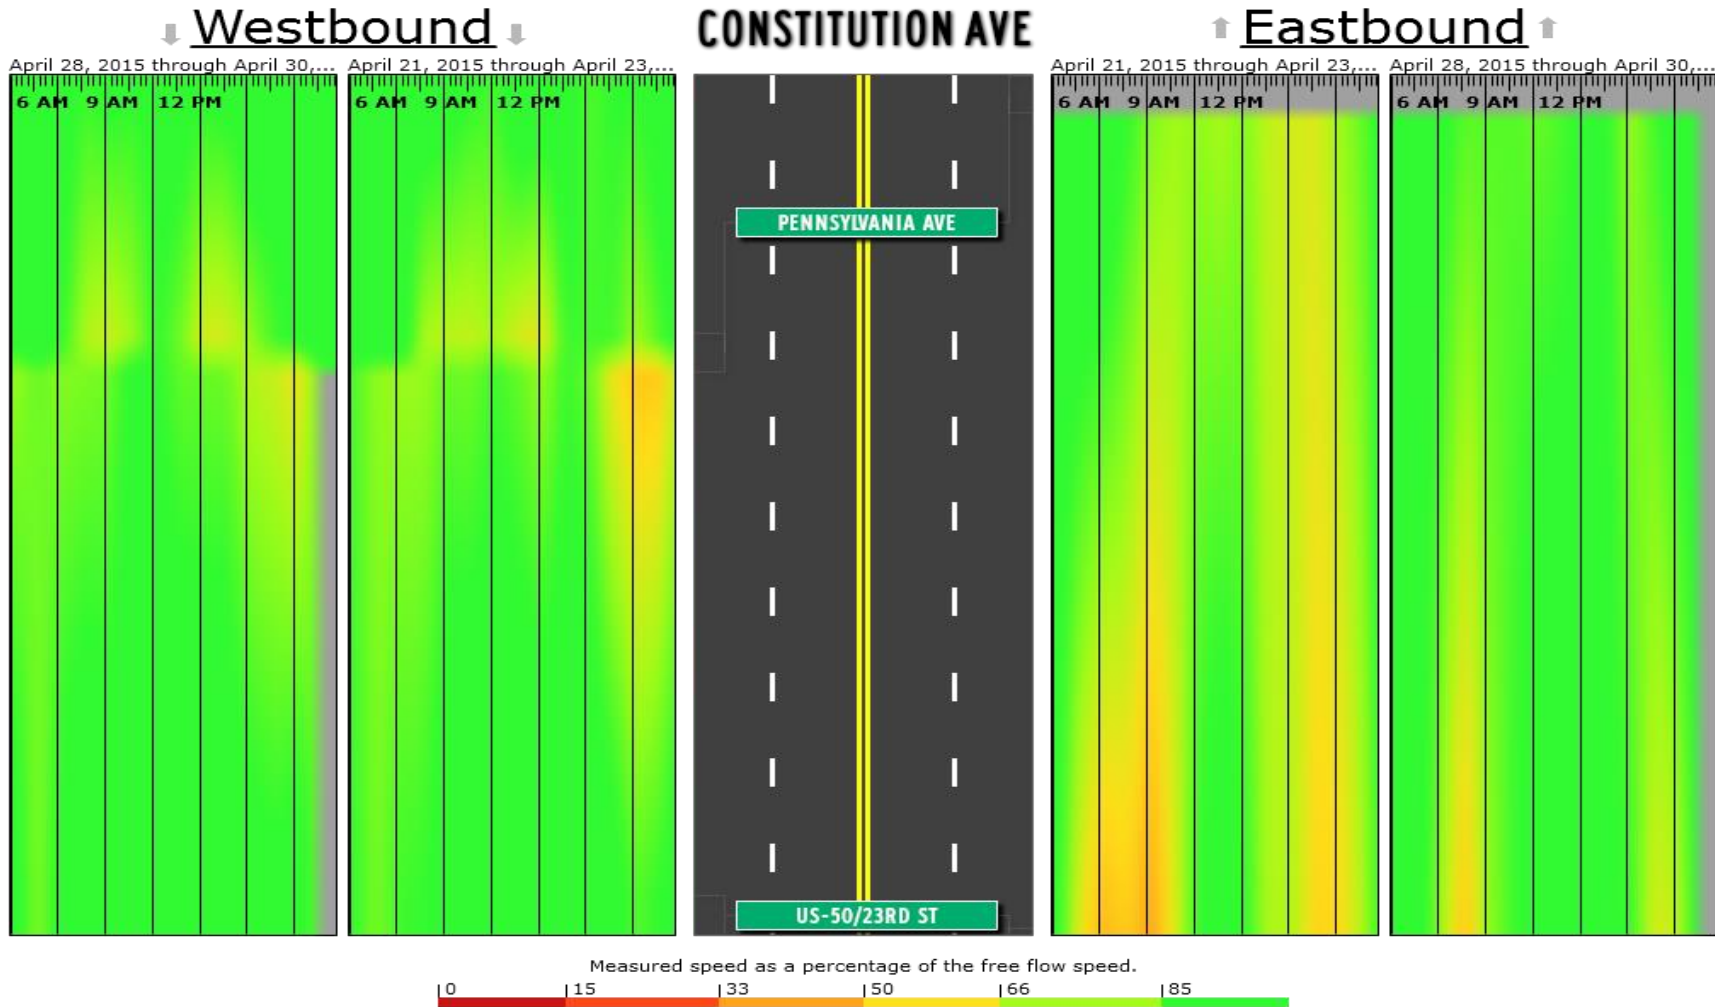 Westbound
CONSTITUTION AVE
Eastbound
April 28, 2015 through April 30,...
April 21, 2015 through April 23,...
April 21, 2015 through April 23,...
April 28, 2015 through April 30,...
6 AM 9 AM 12 PM
6 AM 9 AM 12 PM
6 AM 9 AM 12 PM
6 AM 9 AM 12 PM
PENNSYLVANIA AVE
US-50/23RD ST
Measured speed as a percentage of the free flow speed.
0 15 33 50 66 85